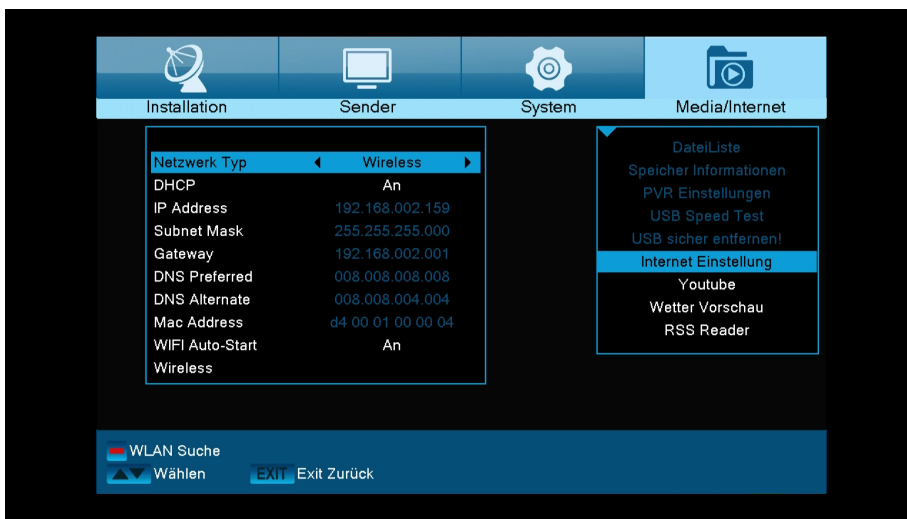 Installation Sender System Media/Internet
Netzwerk Typ Wireless
DHCP An
IP Address 192.168.002.159
Subnet Mask 255.255.255.000
Gateway 192.168.002.001
DNS Preferred 008.008.008.008
DNS Alternate 008.008.004.004
Mac Address d4 00 01 00 00 04
WIFI Auto-Start An
Wireless
DateiListe
Speicher Informationen
PVR Einstellungen
USB Speed Test
USB sicher entfernen!
Internet Einstellung
Youtube
Wetter Vorschau
RSS Reader
WLAN Suche
Wählen EXIT Exit Zurück